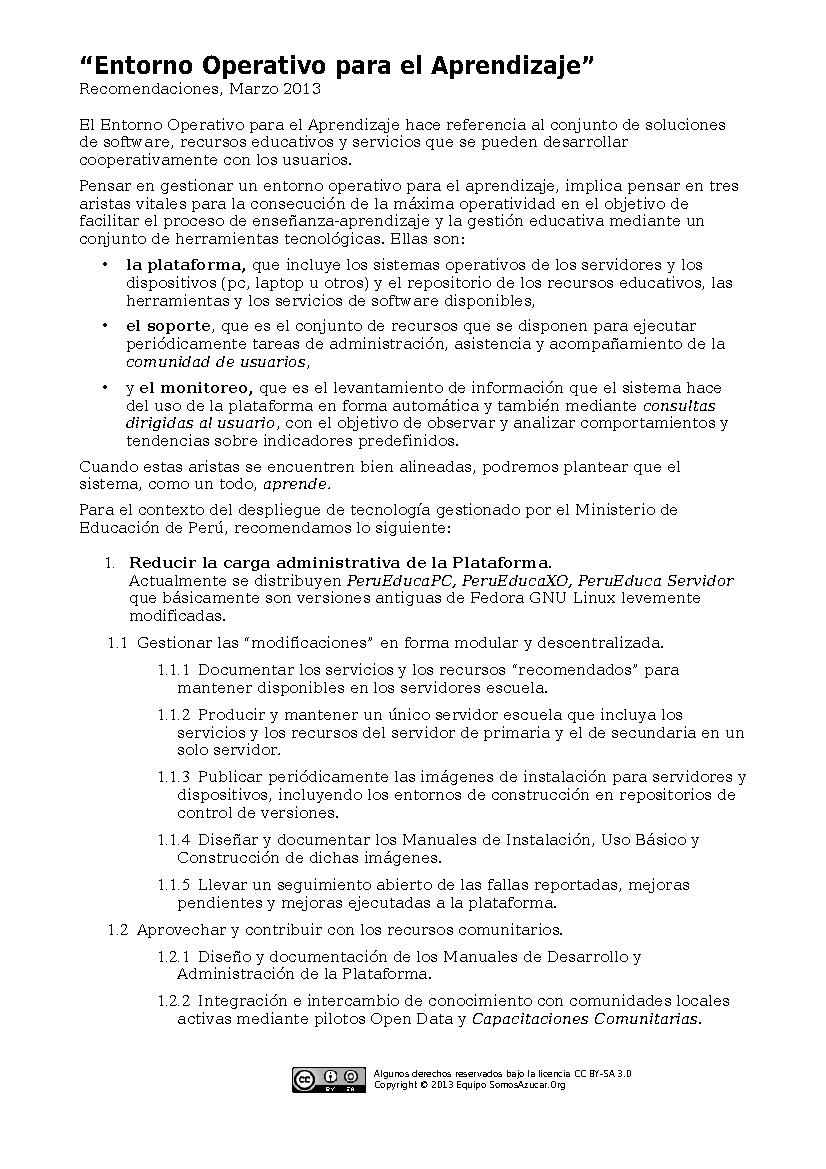 “Entorno Operativo para el Aprendizaje”
Recomendaciones, Marzo 2013
El Entorno Operativo para el Aprendizaje hace referencia al conjunto de soluciones
de software, recursos educativos y servicios que se pueden desarrollar
cooperativamente con los usuarios.
Pensar en gestionar un entorno operativo para el aprendizaje, implica pensar en tres
aristas vitales para la consecución de la máxima operatividad en el objetivo de
facilitar el proceso de enseñanza-aprendizaje y la gestión educativa mediante un
conjunto de herramientas tecnológicas. Ellas son:
• la plataforma, que incluye los sistemas operativos de los servidores y los
dispositivos (pc, laptop u otros) y el repositorio de los recursos educativos, las
herramientas y los servicios de software disponibles,
• el soporte, que es el conjunto de recursos que se disponen para ejecutar
periódicamente tareas de administración, asistencia y acompañamiento de la
comunidad de usuarios,
• y el monitoreo, que es el levantamiento de información que el sistema hace
del uso de la plataforma en forma automática y también mediante consultas
dirigidas al usuario, con el objetivo de observar y analizar comportamientos y
tendencias sobre indicadores predefinidos.
Cuando estas aristas se encuentren bien alineadas, podremos plantear que el
sistema, como un todo, aprende.
Para el contexto del despliegue de tecnología gestionado por el Ministerio de
Educación de Perú, recomendamos lo siguiente:
1. Reducir la carga administrativa de la Plataforma.
Actualmente se distribuyen PeruEducaPC, PeruEducaXO, PeruEduca Servidor
que básicamente son versiones antiguas de Fedora GNU Linux levemente
modificadas.
1.1 Gestionar las “modificaciones” en forma modular y descentralizada.
1.1.1 Documentar los servicios y los recursos “recomendados” para
mantener disponibles en los servidores escuela.
1.1.2 Producir y mantener un único servidor escuela que incluya los
servicios y los recursos del servidor de primaria y el de secundaria en un
solo servidor.
1.1.3 Publicar periódicamente las imágenes de instalación para servidores y
dispositivos, incluyendo los entornos de construcción en repositorios de
control de versiones.
1.1.4 Diseñar y documentar los Manuales de Instalación, Uso Básico y
Construcción de dichas imágenes.
1.1.5 Llevar un seguimiento abierto de las fallas reportadas, mejoras
pendientes y mejoras ejecutadas a la plataforma.
1.2 Aprovechar y contribuir con los recursos comunitarios.
1.2.1 Diseño y documentación de los Manuales de Desarrollo y
Administración de la Plataforma.
1.2.2 Integración e intercambio de conocimiento con comunidades locales
activas mediante pilotos Open Data y Capacitaciones Comunitarias.
cc BY SA
Algunos derechos reservados bajo la licencia CC BY-SA 3.0
Copyright © 2013 Equipo SomosAzucar.Org